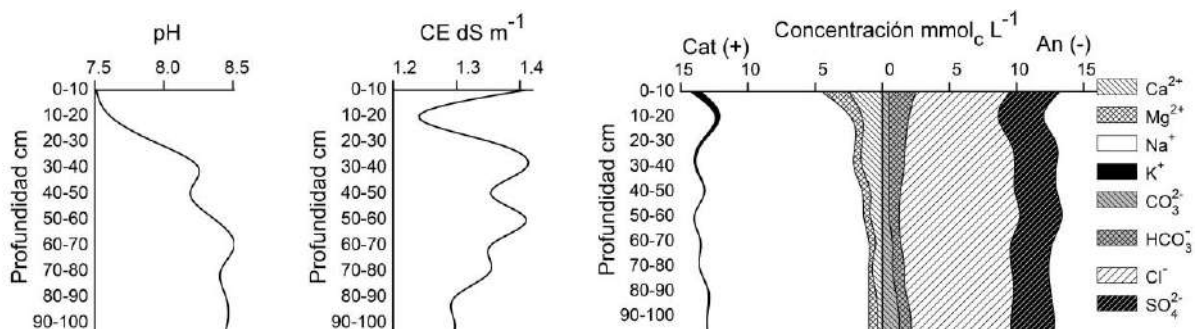 pH
7.5 8.0 8.5
Profundidad cm
0-10
10-20
20-30
30-40
40-50
50-60
60-70
70-80
80-90
90-100
CE dS m⁻¹
1.2 1.3 1.4
Profundidad cm
0-10
10-20
20-30
30-40
40-50
50-60
60-70
70-80
80-90
90-100
Concentración mmol_c L⁻¹
Cat (+) An (-)
15 10 5 0 5 10 15
Profundidad cm
0-10
10-20
20-30
30-40
40-50
50-60
60-70
70-80
80-90
90-100
Ca²⁺
Mg²⁺
Na⁺
K⁺
CO₃²⁻
HCO₃⁻
Cl⁻
SO₄²⁻